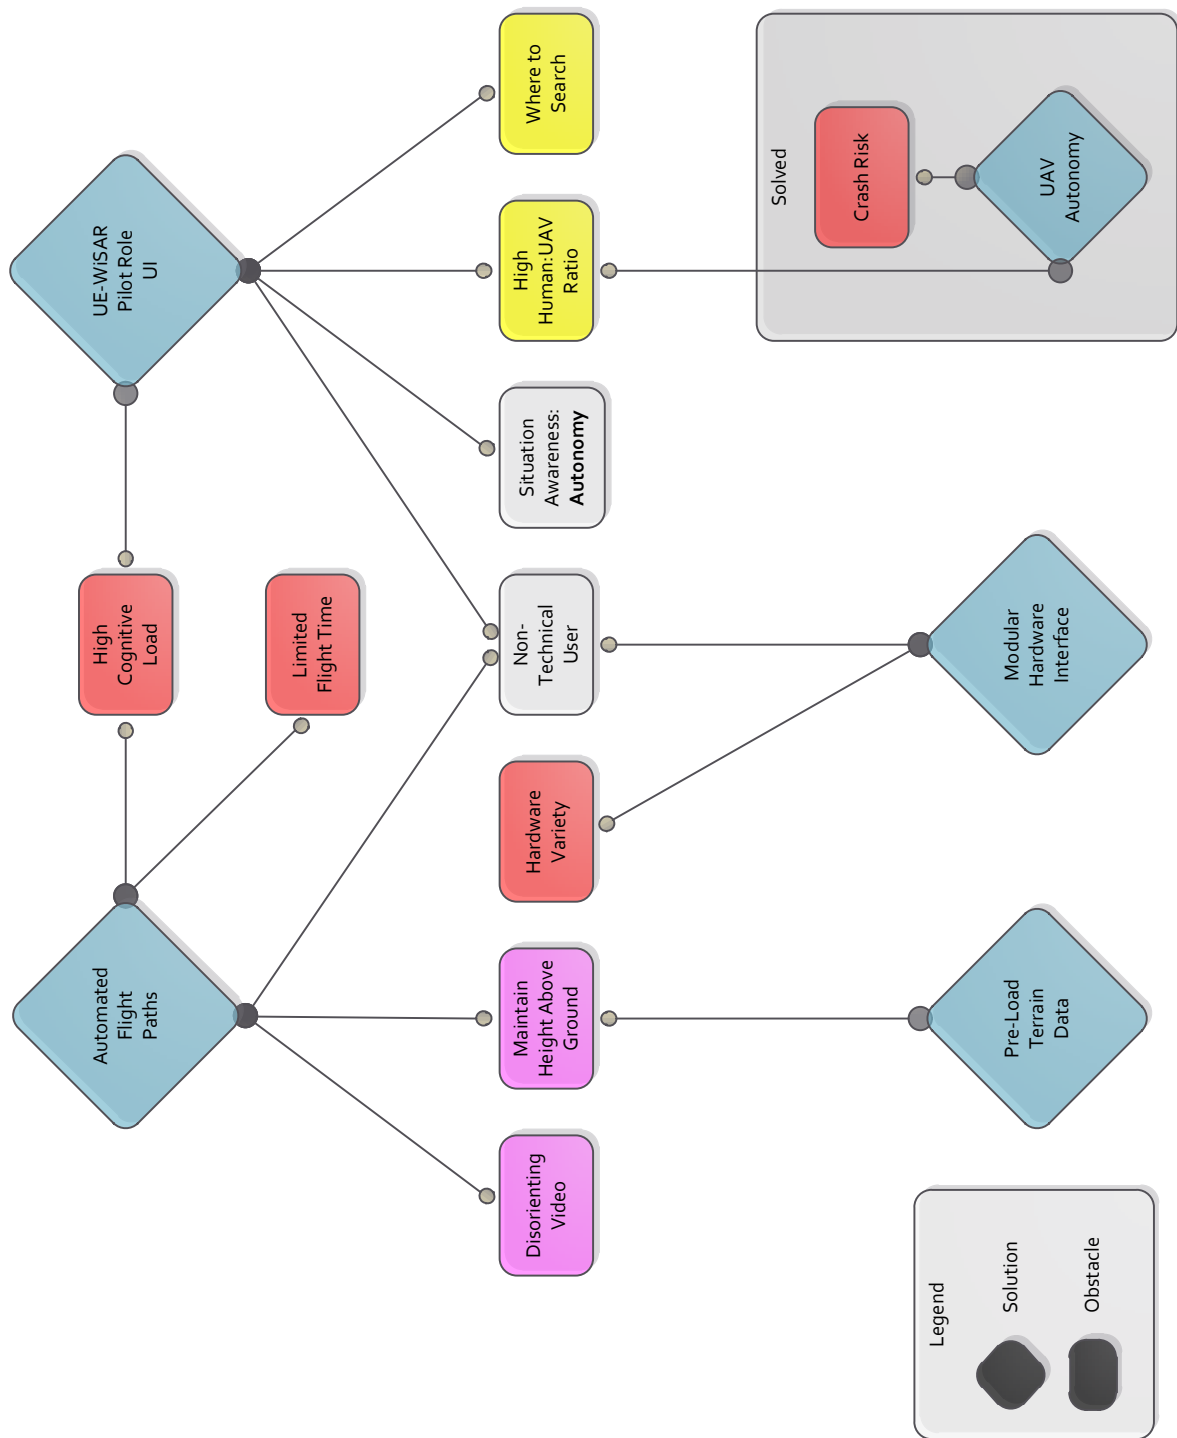 UE-WiSAR
Pilot Role
UI
Automated
Flight
Paths
High
Cognitive
Load
Limited
Flight Time
Disorienting
Video
Maintain
Height Above
Ground
Hardware
Variety
Non-
Technical
User
Situation
Awareness:
Autonomy
High
Human:UAV
Ratio
Where to
Search
Solved
Crash Risk
UAV
Autonomy
Modular
Hardware
Interface
Pre-Load
Terrain
Data
Legend
Solution
Obstacle